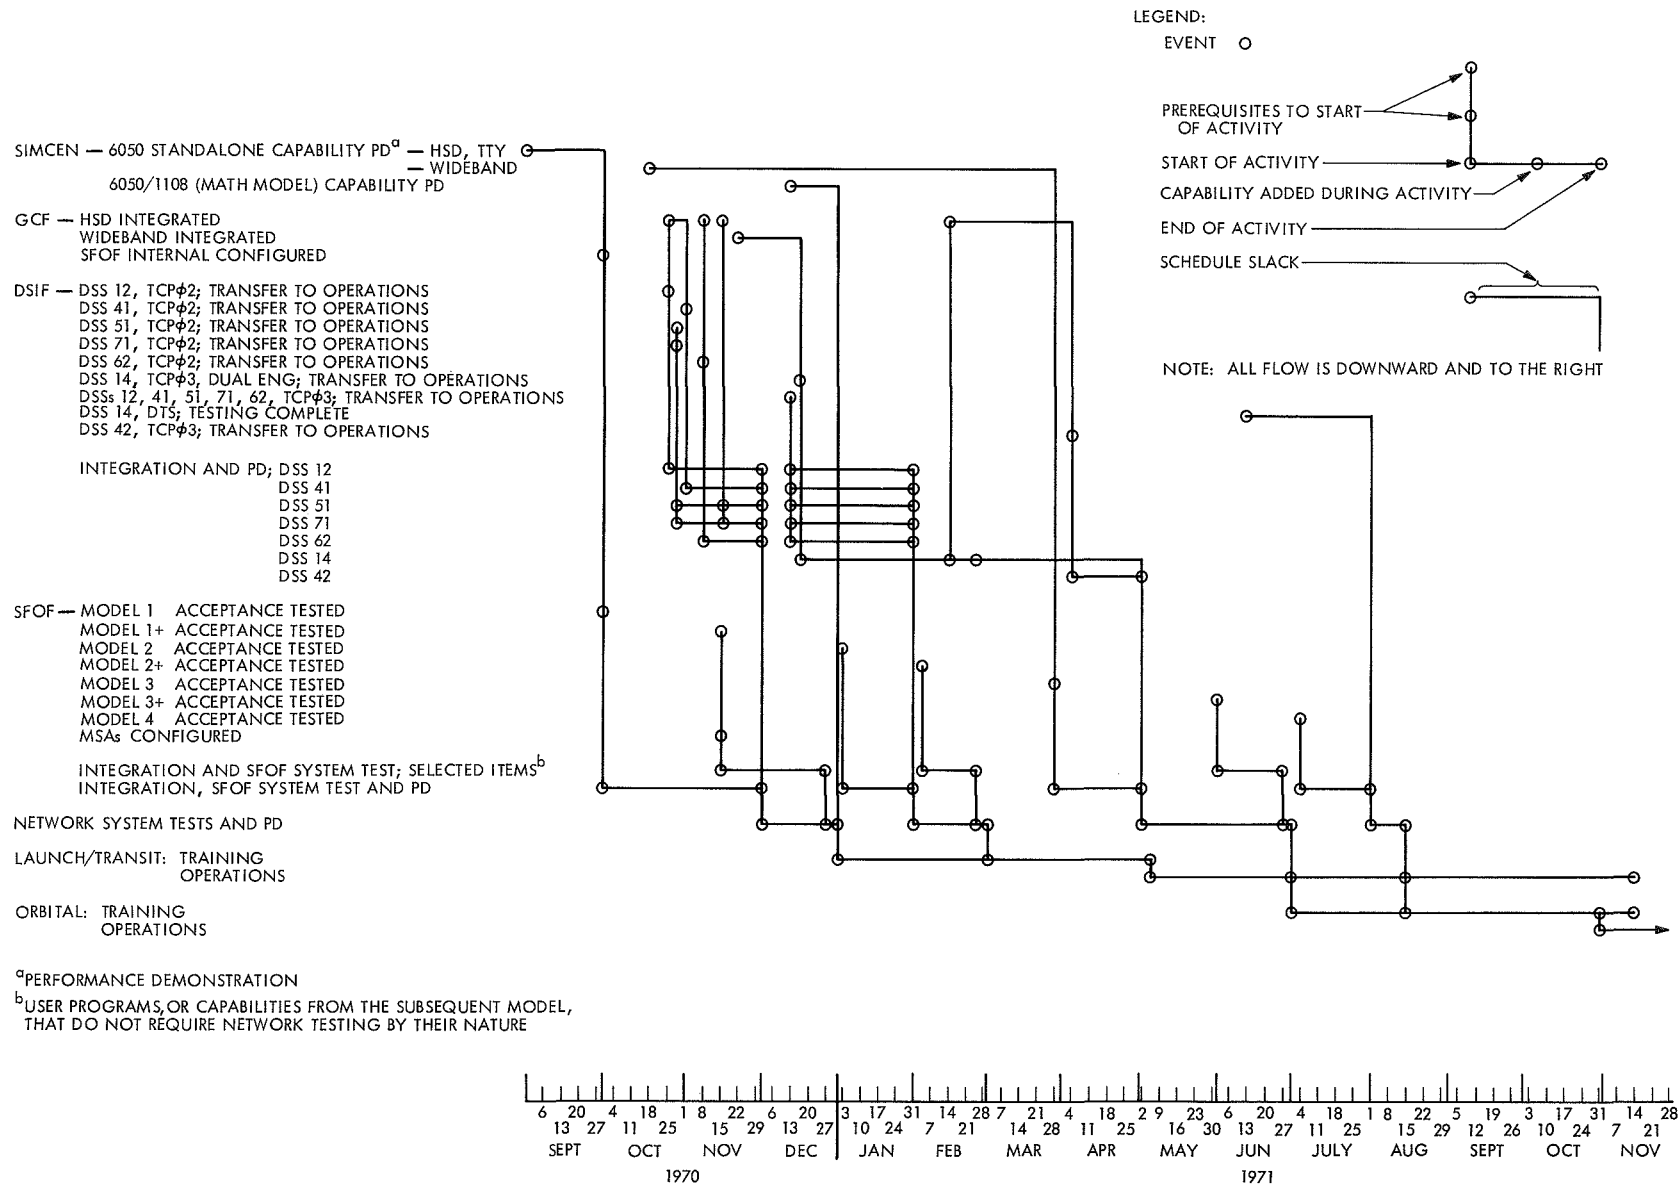 LEGEND:
EVENT
PREREQUISITES TO START
OF ACTIVITY
START OF ACTIVITY
CAPABILITY ADDED DURING ACTIVITY
END OF ACTIVITY
SCHEDULE SLACK
NOTE: ALL FLOW IS DOWNWARD AND TO THE RIGHT
SIMCEN — 6050 STANDALONE CAPABILITY PDᵃ — HSD, TTY
— WIDEBAND
6050/1108 (MATH MODEL) CAPABILITY PD
GCF — HSD INTEGRATED
WIDEBAND INTEGRATED
SFOF INTERNAL CONFIGURED
DSIF — DSS 12, TCPϕ2; TRANSFER TO OPERATIONS
DSS 41, TCPϕ2; TRANSFER TO OPERATIONS
DSS 51, TCPϕ2; TRANSFER TO OPERATIONS
DSS 71, TCPϕ2; TRANSFER TO OPERATIONS
DSS 62, TCPϕ2; TRANSFER TO OPERATIONS
DSS 14, TCPϕ3, DUAL ENG; TRANSFER TO OPERATIONS
DSSs 12, 41, 51, 71, 62, TCPϕ3; TRANSFER TO OPERATIONS
DSS 14, DTS; TESTING COMPLETE
DSS 42, TCPϕ3; TRANSFER TO OPERATIONS
INTEGRATION AND PD; DSS 12
DSS 41
DSS 51
DSS 71
DSS 62
DSS 14
DSS 42
SFOF — MODEL 1 ACCEPTANCE TESTED
MODEL 1+ ACCEPTANCE TESTED
MODEL 2 ACCEPTANCE TESTED
MODEL 2+ ACCEPTANCE TESTED
MODEL 3 ACCEPTANCE TESTED
MODEL 3+ ACCEPTANCE TESTED
MODEL 4 ACCEPTANCE TESTED
MSAs CONFIGURED
INTEGRATION AND SFOF SYSTEM TEST; SELECTED ITEMSᵇ
INTEGRATION, SFOF SYSTEM TEST AND PD
NETWORK SYSTEM TESTS AND PD
LAUNCH/TRANSIT: TRAINING
OPERATIONS
ORBITAL: TRAINING
OPERATIONS
ᵃPERFORMANCE DEMONSTRATION
ᵇUSER PROGRAMS, OR CAPABILITIES FROM THE SUBSEQUENT MODEL,
THAT DO NOT REQUIRE NETWORK TESTING BY THEIR NATURE
6 20 4 18 1 8 22 6 20 3 17 31 14 28 7 21 4 18 2 9 23 6 20 4 18 1 8 22 5 19 3 17 31 14 28
13 27 11 25 15 29 13 27 10 24 7 21 14 28 11 25 16 30 13 27 11 25 15 29 12 26 10 24 7 21
SEPT OCT NOV DEC JAN FEB MAR APR MAY JUN JULY AUG SEPT OCT NOV
1970 1971